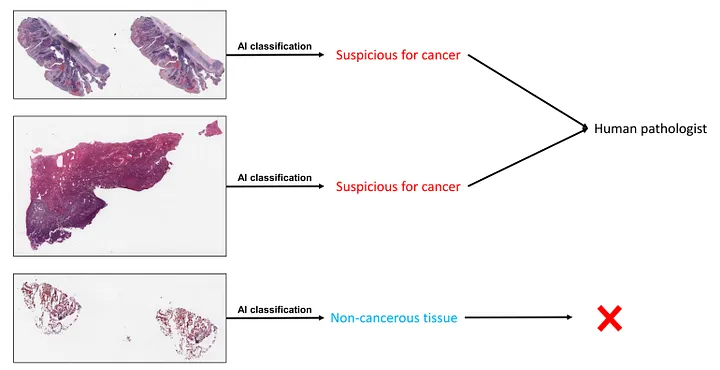 AI classification
Suspicious for cancer
Human pathologist
AI classification
Suspicious for cancer
AI classification
Non-cancerous tissue